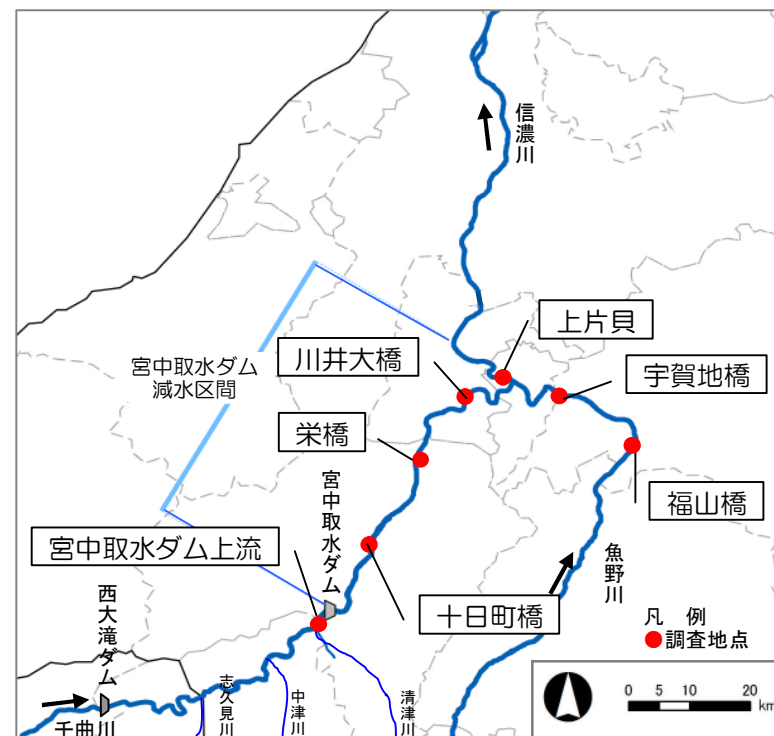 信濃川
上片貝
川井大橋
宇賀地橋
宮中取水ダム
減水区間
栄橋
宮中取水ダム
福山橋
宮中取水ダム上流
魚野川
西大滝ダム
十日町橋
凡 例
調査地点
志久見川
中津川
清津川
千曲川
0 5 10 20
km